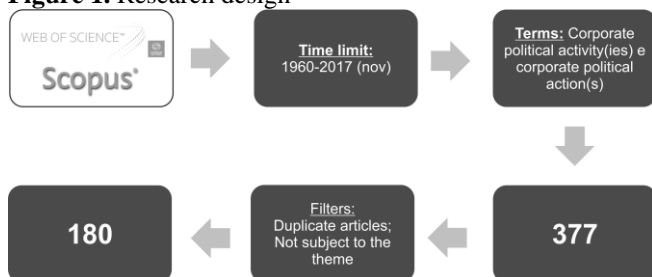 Figure 1. Research design
WEB OF SCIENCE™
Scopus®
Time limit:
1960-2017 (nov)
Terms: Corporate
political activity(ies) e
corporate political
action(s)
377
Filters:
Duplicate articles;
Not subject to the
theme
180